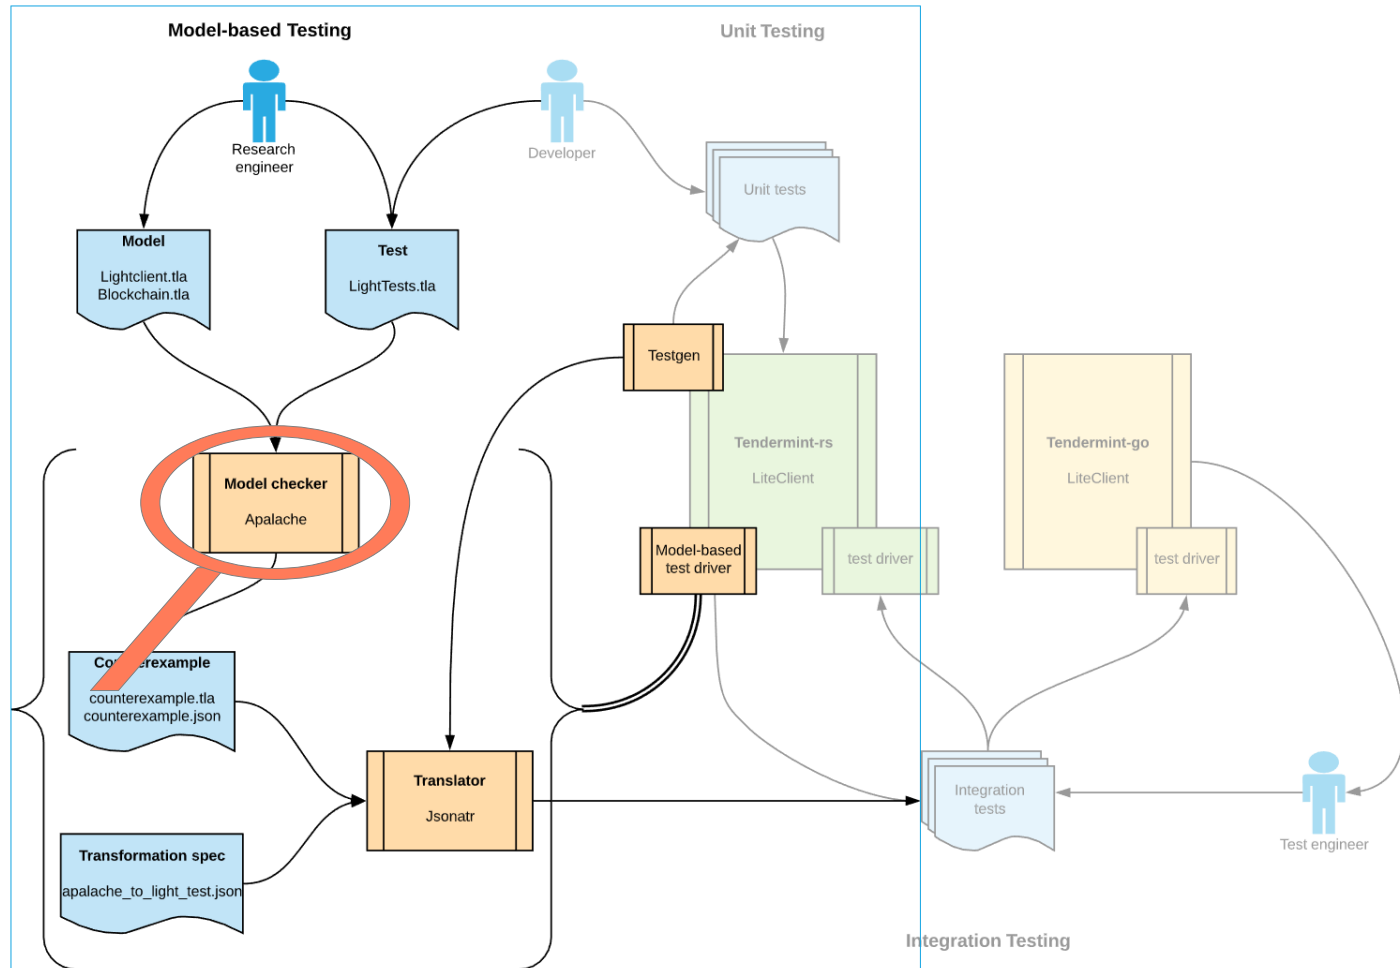 Model-based Testing
Unit Testing
Research
engineer
Developer
Unit tests
Model
Lightclient.tla
Blockchain.tla
Test
LightTests.tla
Testgen
Tendermint-rs
LiteClient
Tendermint-go
LiteClient
Model checker
Apalache
Model-based
test driver
test driver
test driver
counterexample.tla
counterexample.json
Translator
Jsonatr
Integration
tests
Test engineer
Transformation spec
apalache_to_light_test.json
Integration Testing